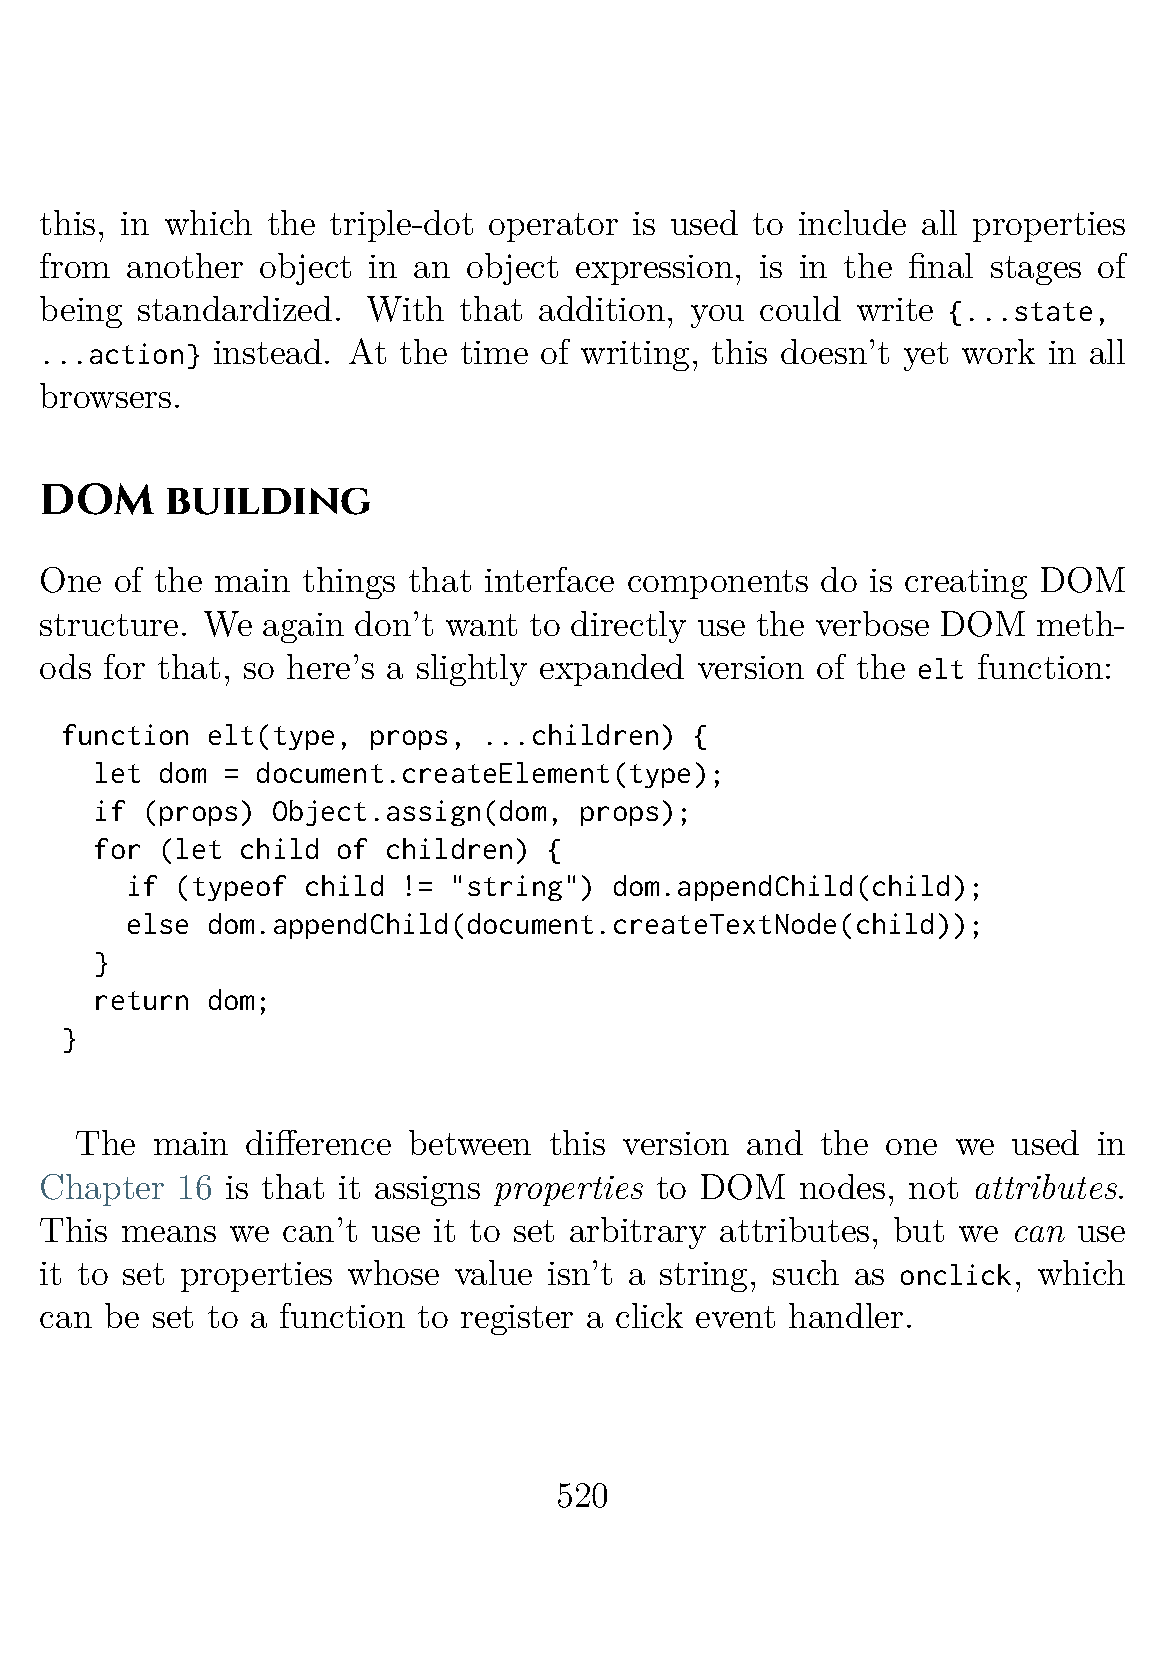 this, in which the triple-dot operator is used to include all properties
from another object in an object expression, is in the final stages of
being standardized. With that addition, you could write {...state,
...action} instead. At the time of writing, this doesn't yet work in all
browsers.
DOM building
One of the main things that interface components do is creating DOM
structure. We again don't want to directly use the verbose DOM meth-
ods for that, so here's a slightly expanded version of the elt function:
function elt(type, props, ...children) {
  let dom = document.createElement(type);
  if (props) Object.assign(dom, props);
  for (let child of children) {
    if (typeof child != "string") dom.appendChild(child);
    else dom.appendChild(document.createTextNode(child));
  }
  return dom;
}
The main difference between this version and the one we used in
Chapter 16 is that it assigns properties to DOM nodes, not attributes.
This means we can't use it to set arbitrary attributes, but we can use
it to set properties whose value isn't a string, such as onclick, which
can be set to a function to register a click event handler.
520